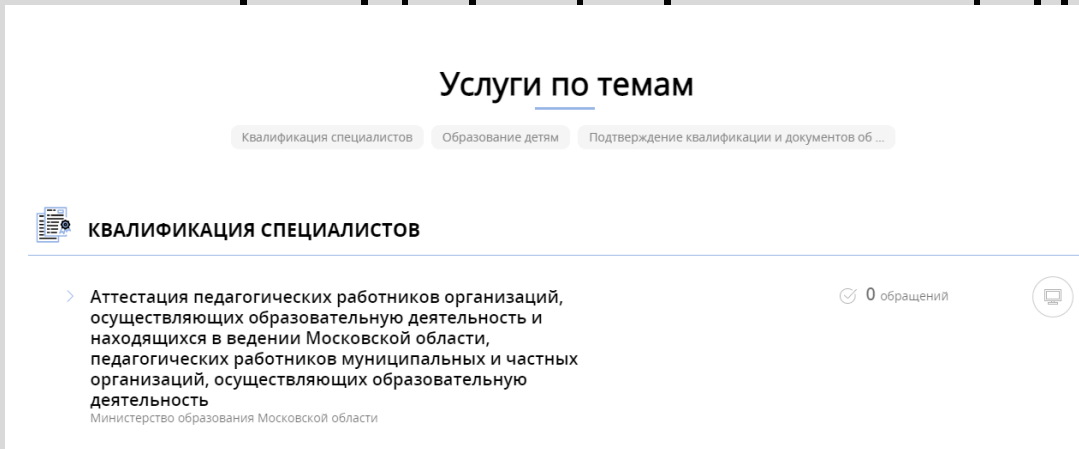 Услуги по темам
Квалификация специалистов Образование детям Подтверждение квалификации и документов об ...
КВАЛИФИКАЦИЯ СПЕЦИАЛИСТОВ
Аттестация педагогических работников организаций, 0 обращений
осуществляющих образовательную деятельность и
находящихся в ведении Московской области,
педагогических работников муниципальных и частных
организаций, осуществляющих образовательную
деятельность
Министерство образования Московской области